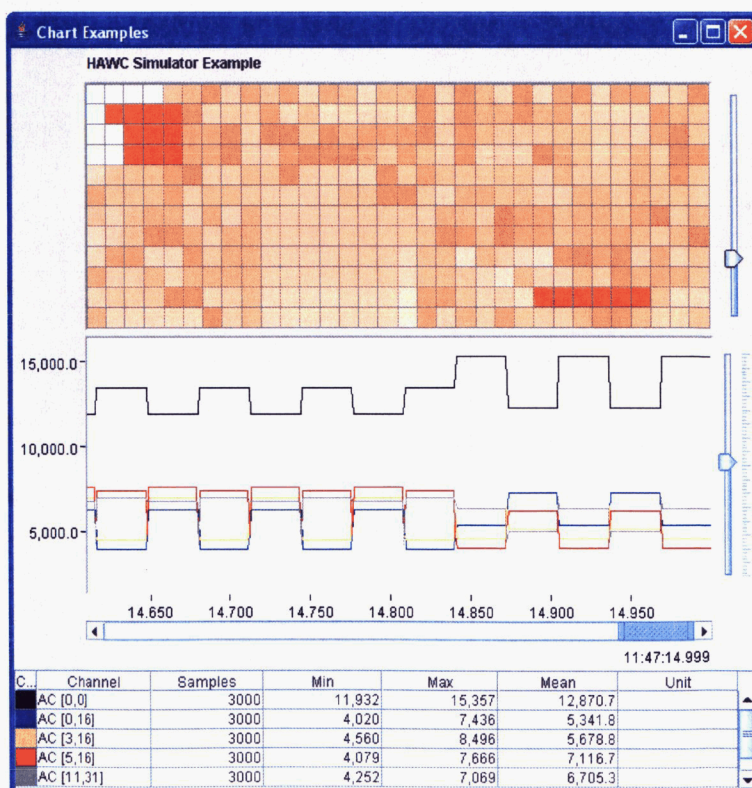 Chart Examples
HAWC Simulator Example
15,000.0
10,000.0
5,000.0
14.650 14.700 14.750 14.800 14.850 14.900 14.950
11:47:14.999
C... Channel Samples Min Max Mean Unit
AC [0,0] 3000 11,932 15,357 12,870.7
AC [0,16] 3000 4,020 7,436 5,341.8
AC [3,16] 3000 4,560 8,496 5,678.8
AC [5,16] 3000 4,079 7,666 7,116.7
AC [11,31] 3000 4,252 7,069 6,705.3